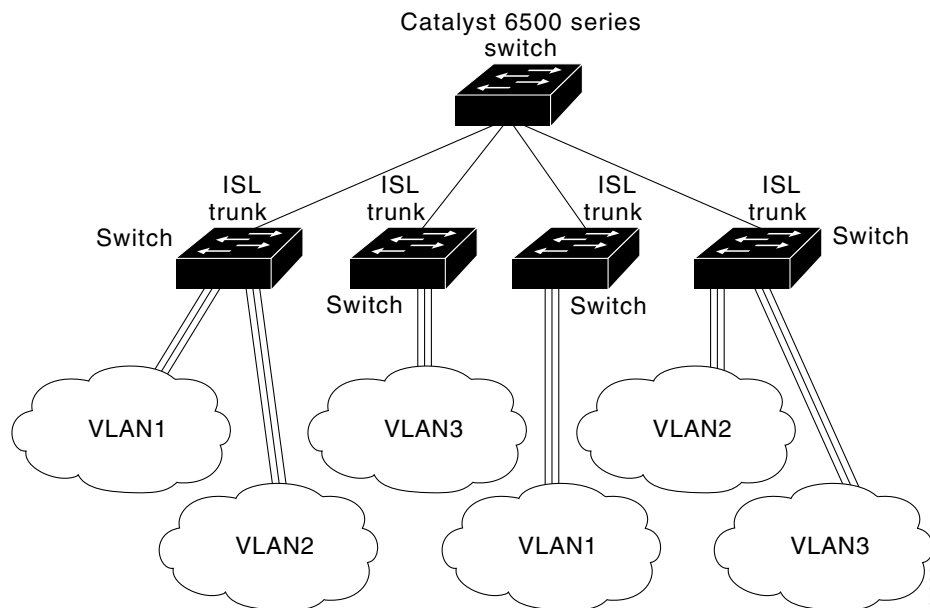 Catalyst 6500 series
switch
ISL
trunk
ISL
trunk
ISL
trunk
ISL
trunk
Switch
Switch
Switch
Switch
VLAN1
VLAN3
VLAN2
VLAN2
VLAN1
VLAN3